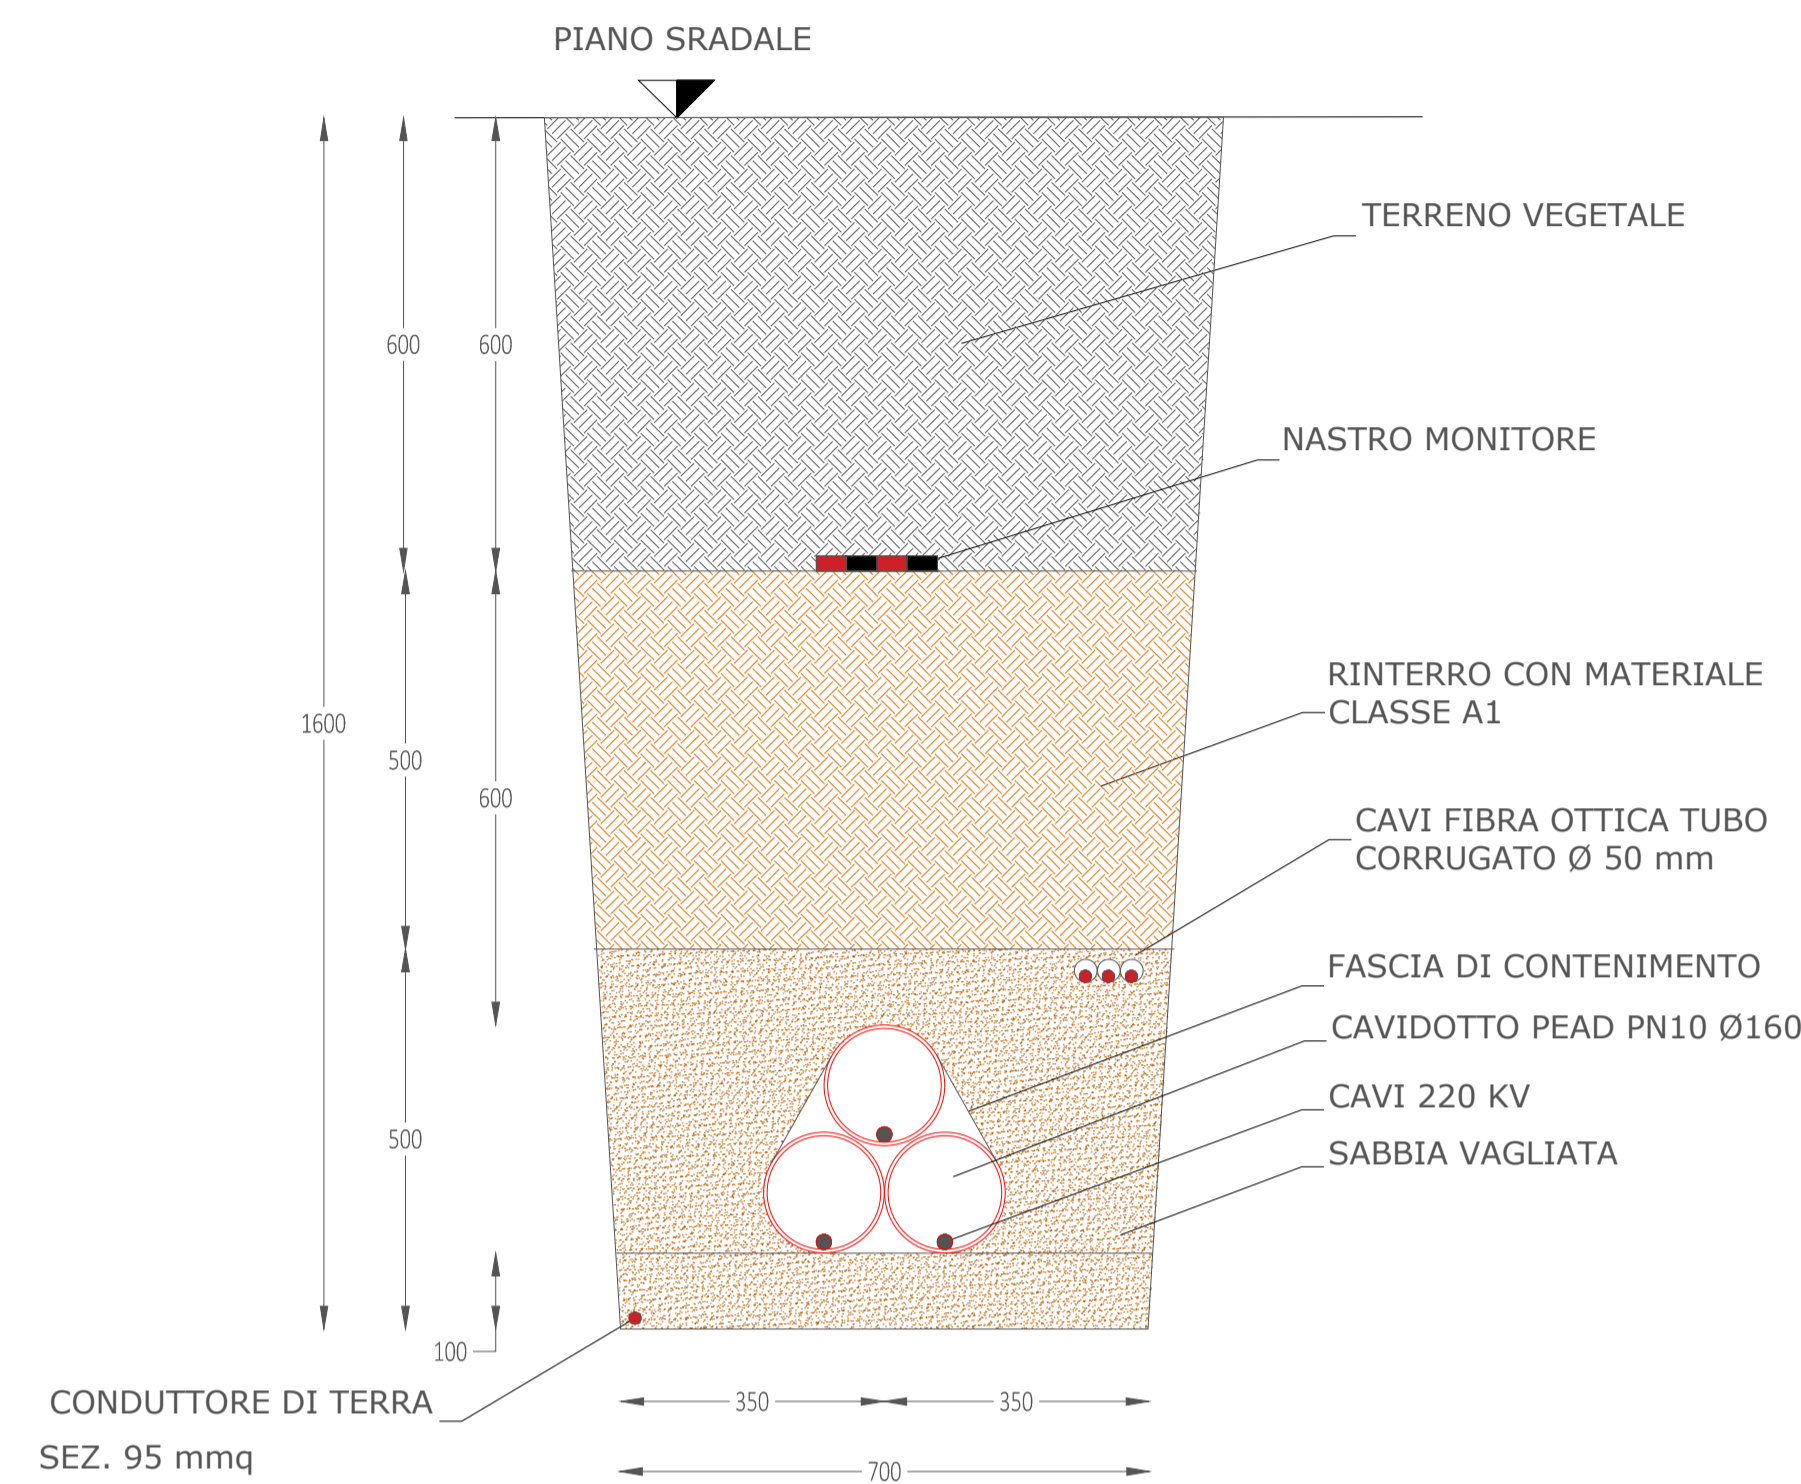 PIANO SRADALE
TERRENO VEGETALE
600
600
NASTRO MONITORE
RINTERRO CON MATERIALE
CLASSE A1
1600
500
600
CAVI FIBRA OTTICA TUBO
CORRUGATO Ø 50 mm
FASCIA DI CONTENIMENTO
CAVIDOTTO PEAD PN10 Ø160
CAVI 220 KV
500
SABBIA VAGLIATA
100
CONDUTTORE DI TERRA
SEZ. 95 mmq
350
350
700